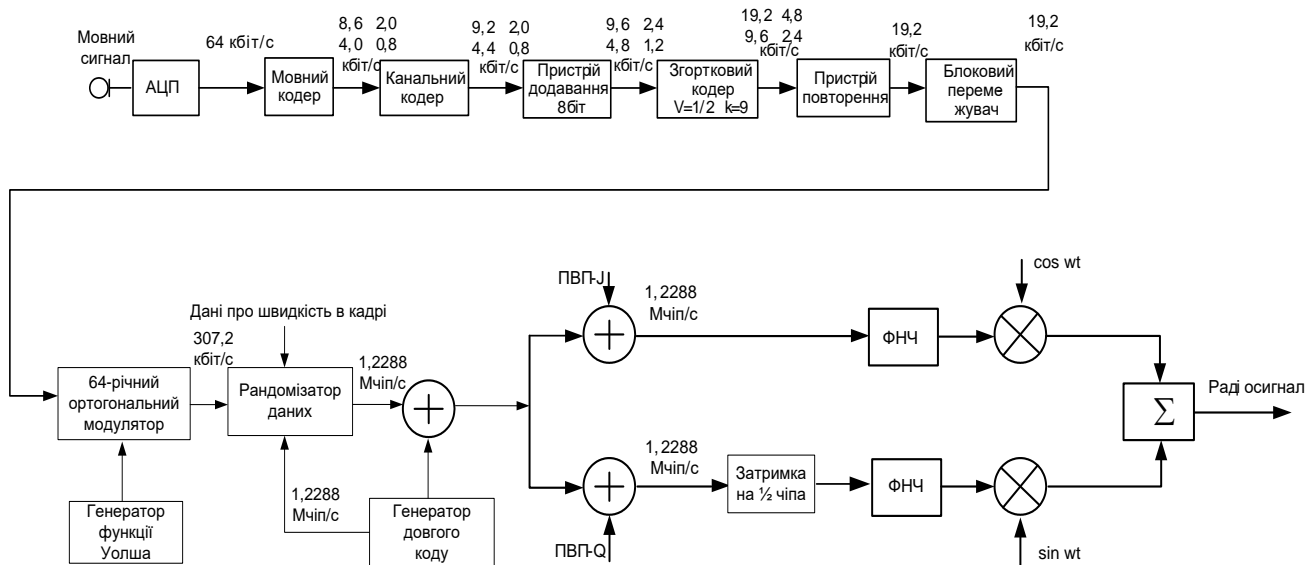 Мовний
сигнал
АЦП
64 кбіт/с
Мовний
кодер
8,6 2,0
4,0 0,8
кбіт/с
Канальний
кодер
9,2 2,0
4,4 0,8
кбіт/с
Пристрій
додавання
8біт
9,6 2,4
4,8 1,2
кбіт/с
Згортковий
кодер
V=1/2 k=9
19,2 4,8
9,6 2,4
кбіт/с
Пристрій
повторення
19,2
кбіт/с
Блоковий
переме
жувач
19,2
кбіт/с
64-річний
ортогональний
модулятор
Генератор
функції
Уолша
307,2
кбіт/с
Дані про швидкість в кадрі
Рандомізатор
даних
1,2288
Мчіп/с
1,2288
Мчіп/с
Генератор
довгого
коду
ПВП-J
1,2288
Мчіп/с
ФНЧ
cos wt
ПВП-Q
1,2288
Мчіп/с
Затримка
на ½ чіпа
ФНЧ
sin wt
Σ
Раді осигнал